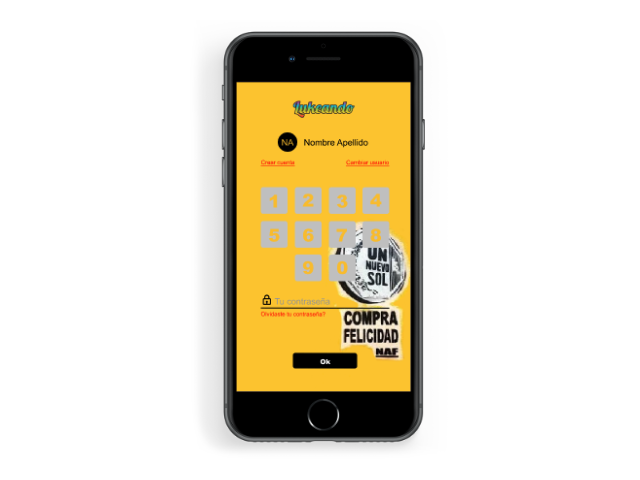 Lukeando
NA Nombre Apellido
Crear cuenta Cambiar usuario
1 2 3 4
5 6 7 8
9 0
UN
NUEVO
SOL
Tu contraseña
Olvidaste tu contraseña?
COMPRA
FELICIDAD
NAF
Ok